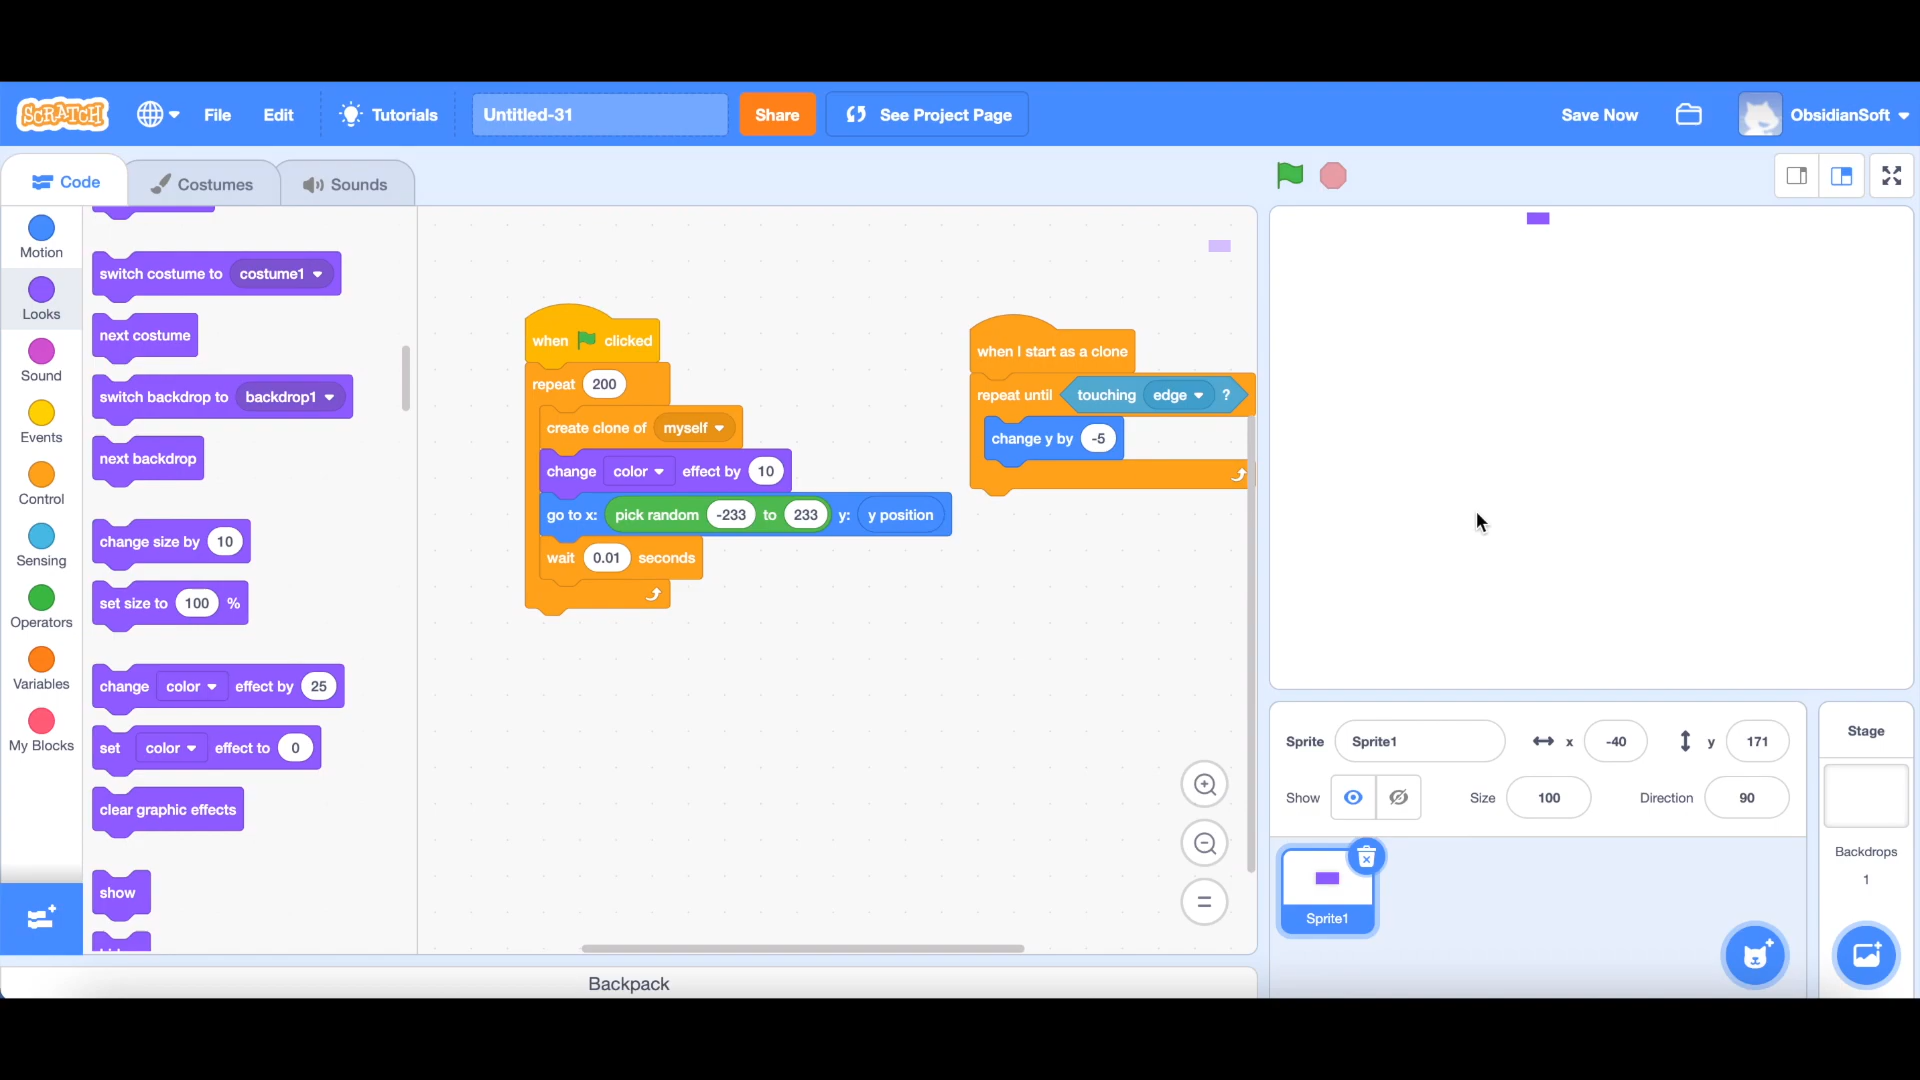 SCRATCH File Edit Tutorials Untitled-31 Share See Project Page Save Now ObsidianSoft
Code Costumes Sounds
Motion
Looks
Sound
Events
Control
Sensing
Operators
Variables
My Blocks
switch costume to costume1
next costume
switch backdrop to backdrop1
next backdrop
change size by 10
set size to 100 %
change color effect by 25
set color effect to 0
clear graphic effects
show
when clicked
repeat 200
create clone of myself
change color effect by 10
go to x: pick random -233 to 233 y: y position
wait 0.01 seconds
when I start as a clone
repeat until touching edge ?
change y by -5
Backpack
Sprite Sprite1 x -40 y 171
Show Size 100 Direction 90
Sprite1
Stage
Backdrops
1